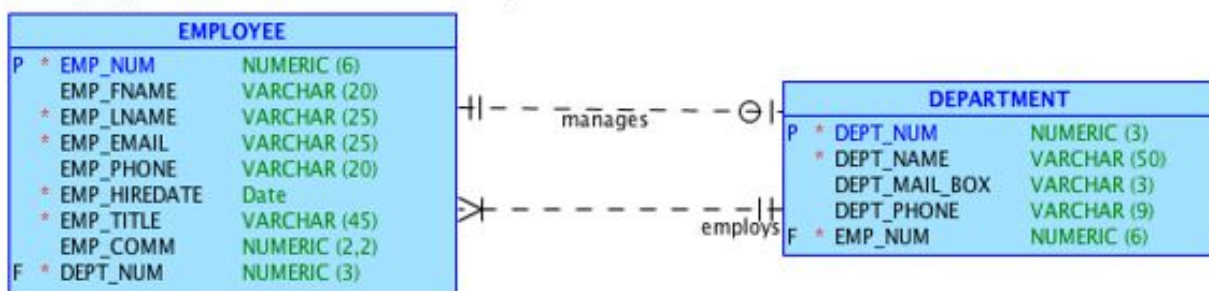 EMPLOYEE
P * EMP_NUM NUMERIC (6)
EMP_FNAME VARCHAR (20)
* EMP_LNAME VARCHAR (25)
* EMP_EMAIL VARCHAR (25)
EMP_PHONE VARCHAR (20)
* EMP_HIREDATE Date
* EMP_TITLE VARCHAR (45)
EMP_COMM NUMERIC (2,2)
F * DEPT_NUM NUMERIC (3)
manages
employs
DEPARTMENT
P * DEPT_NUM NUMERIC (3)
* DEPT_NAME VARCHAR (50)
DEPT_MAIL_BOX VARCHAR (3)
DEPT_PHONE VARCHAR (9)
F * EMP_NUM NUMERIC (6)